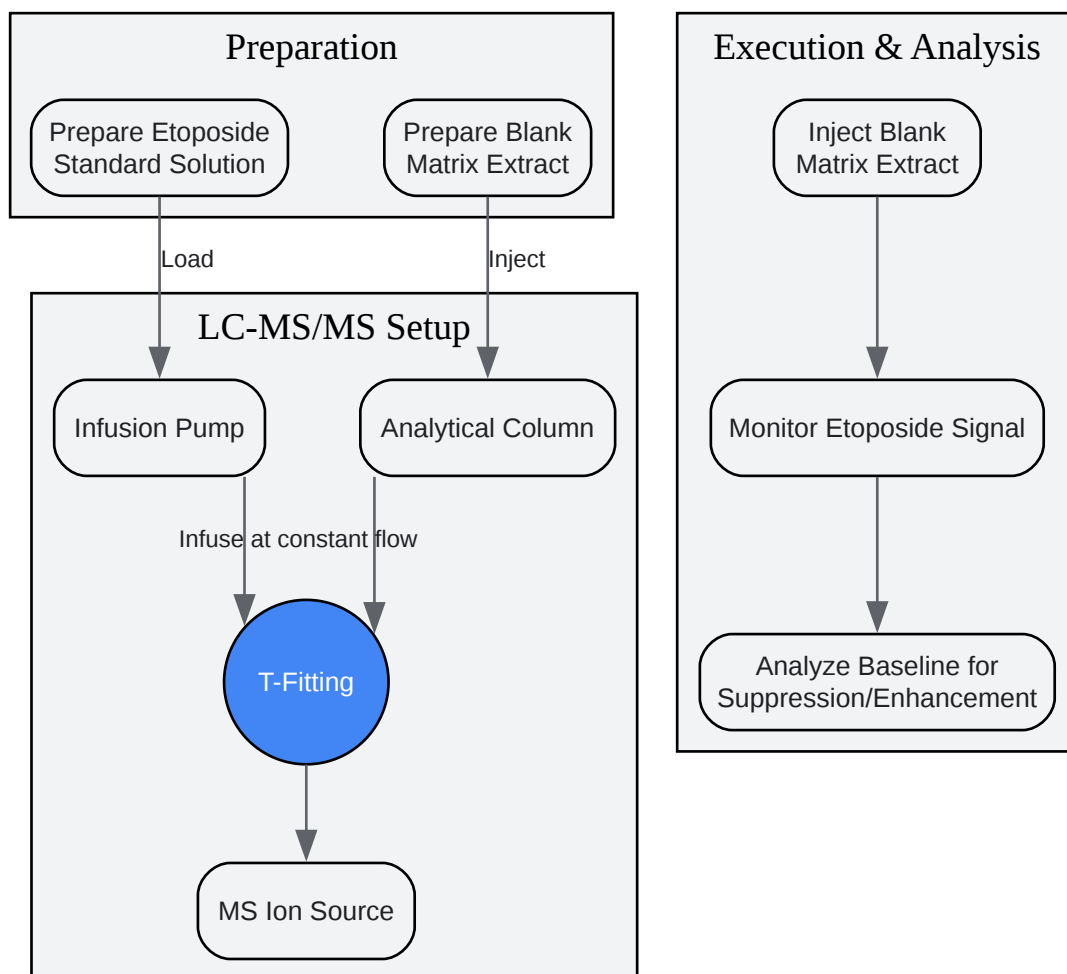 Preparation
Prepare Etoposide
Standard Solution
Prepare Blank
Matrix Extract
Load
Inject
LC-MS/MS Setup
Infusion Pump
Analytical Column
Infuse at constant flow
T-Fitting
MS Ion Source
Execution & Analysis
Inject Blank
Matrix Extract
Monitor Etoposide Signal
Analyze Baseline for
Suppression/Enhancement